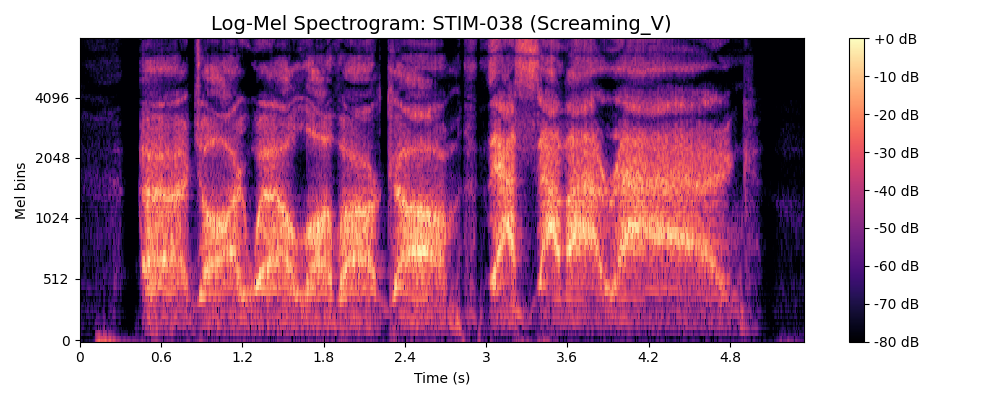 Log-Mel Spectrogram: STIM-038 (Screaming_V)
Mel bins
4096
2048
1024
512
0
0 0.6 1.2 1.8 2.4 3 3.6 4.2 4.8
Time (s)
+0 dB
-10 dB
-20 dB
-30 dB
-40 dB
-50 dB
-60 dB
-70 dB
-80 dB